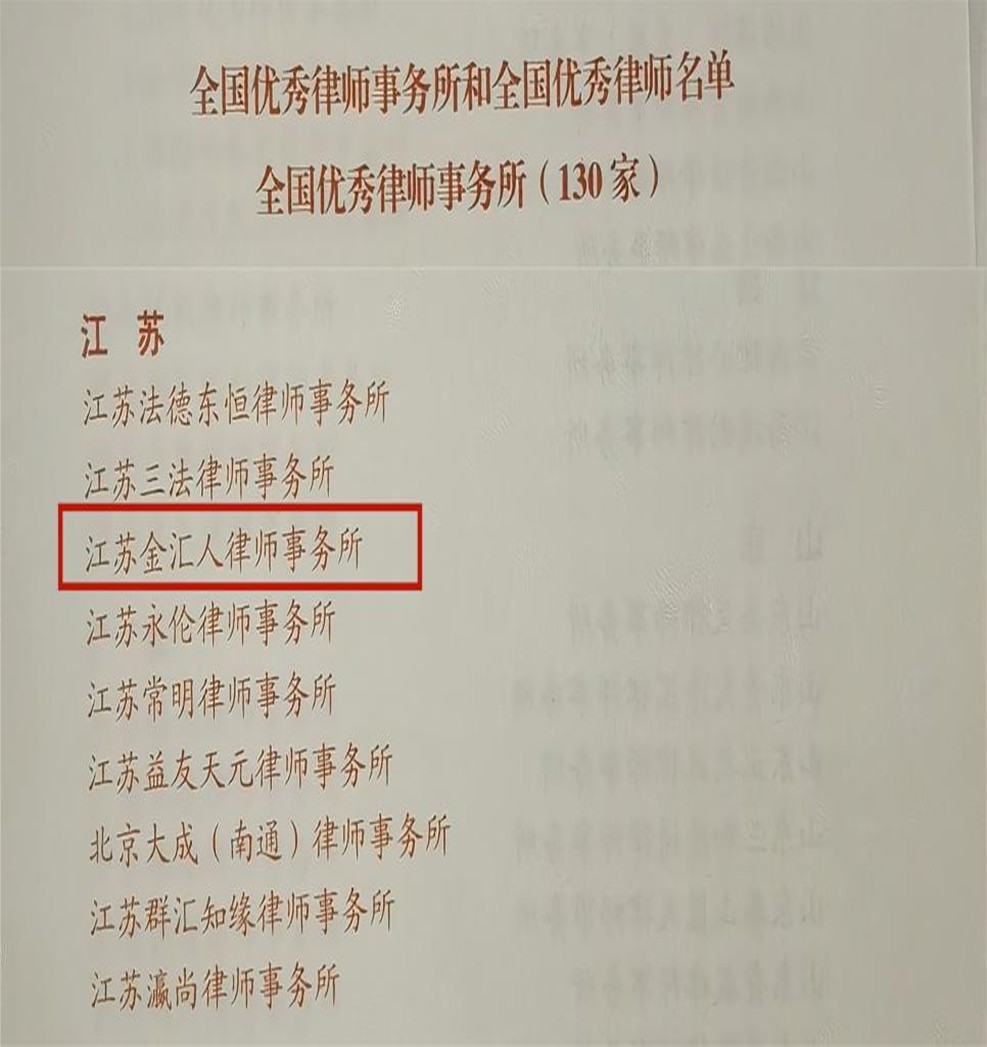 全国优秀律师事务所和全国优秀律师名单
全国优秀律师事务所（130家）
江 苏
江苏法德东恒律师事务所
江苏三法律师事务所
江苏金汇人律师事务所
江苏永伦律师事务所
江苏常明律师事务所
江苏益友天元律师事务所
北京大成（南通）律师事务所
江苏群汇知缘律师事务所
江苏瀛尚律师事务所